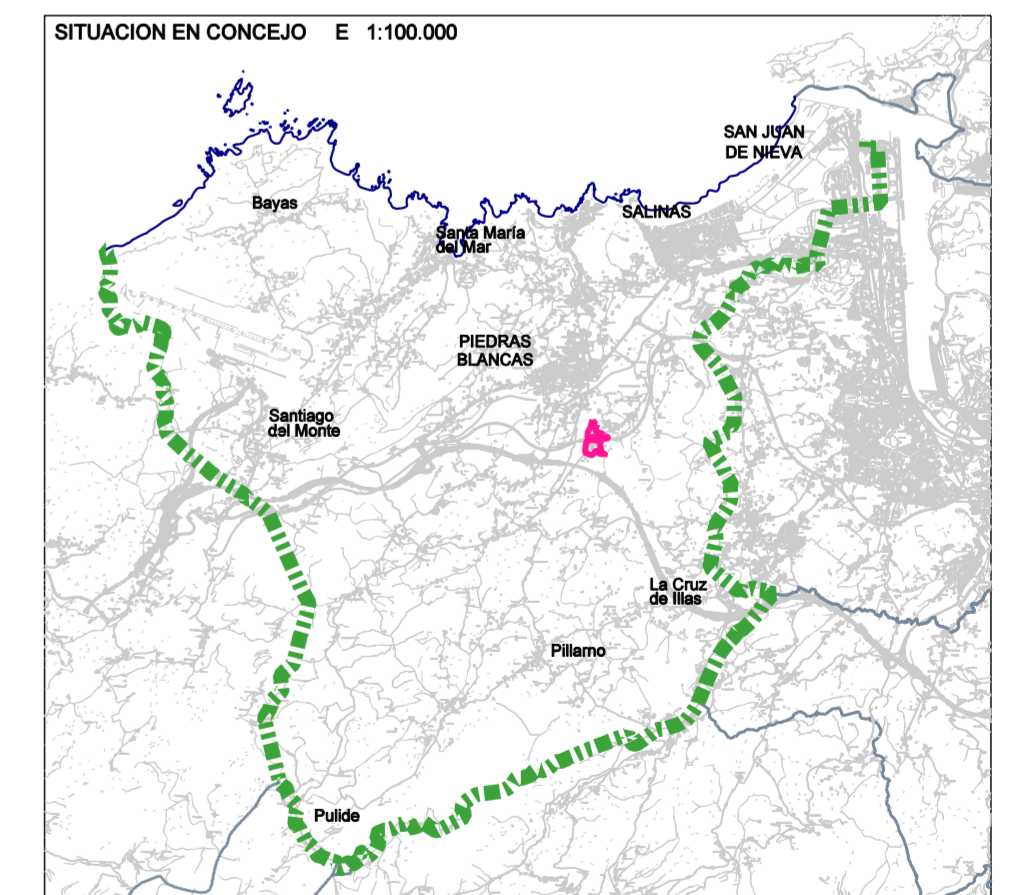 SITUACION EN CONCEJO E 1:100.000
SAN JUAN
DE NIEVA
Bayas
SALINAS
Santa María
del Mar
PIEDRAS
BLANCAS
Santiago
del Monte
La Cruz
de Illas
Pillarno
Pulide